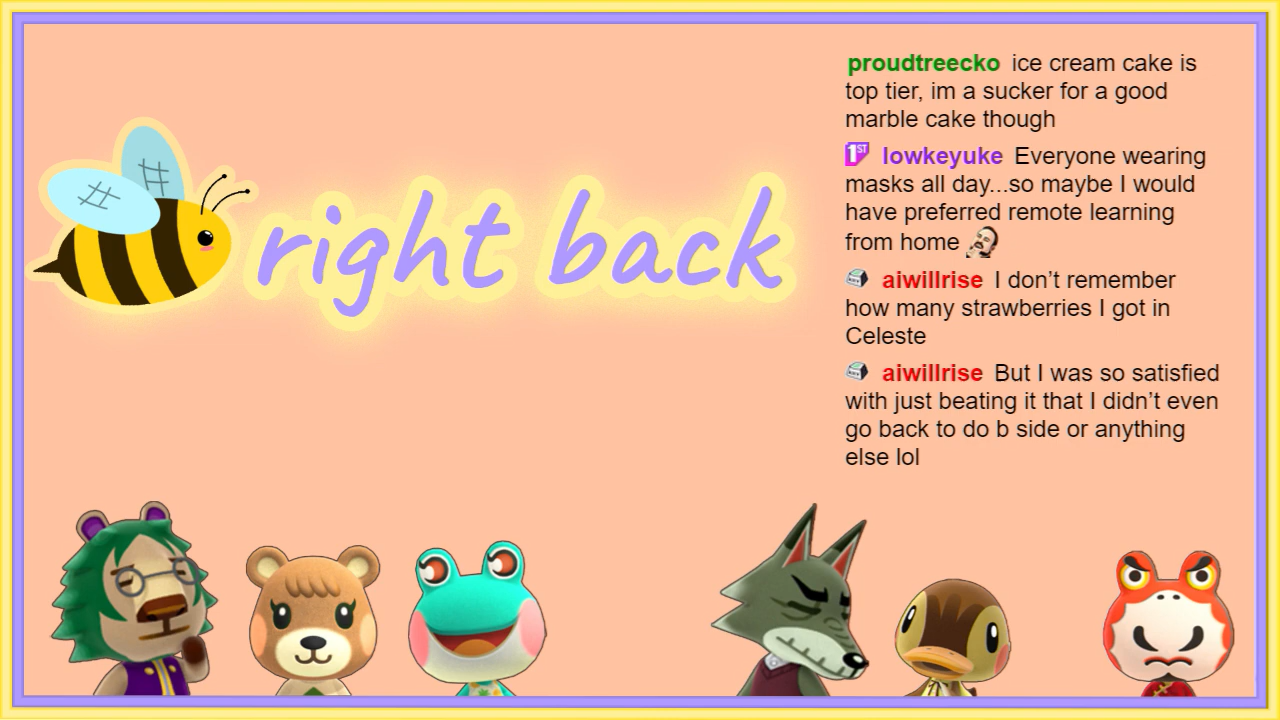 right back
proudtreecko ice cream cake is
top tier, im a sucker for a good
marble cake though
1ST lowkeyuke Everyone wearing
masks all day...so maybe I would
have preferred remote learning
from home
aiwillrise I don’t remember
how many strawberries I got in
Celeste
aiwillrise But I was so satisfied
with just beating it that I didn’t even
go back to do b side or anything
else lol